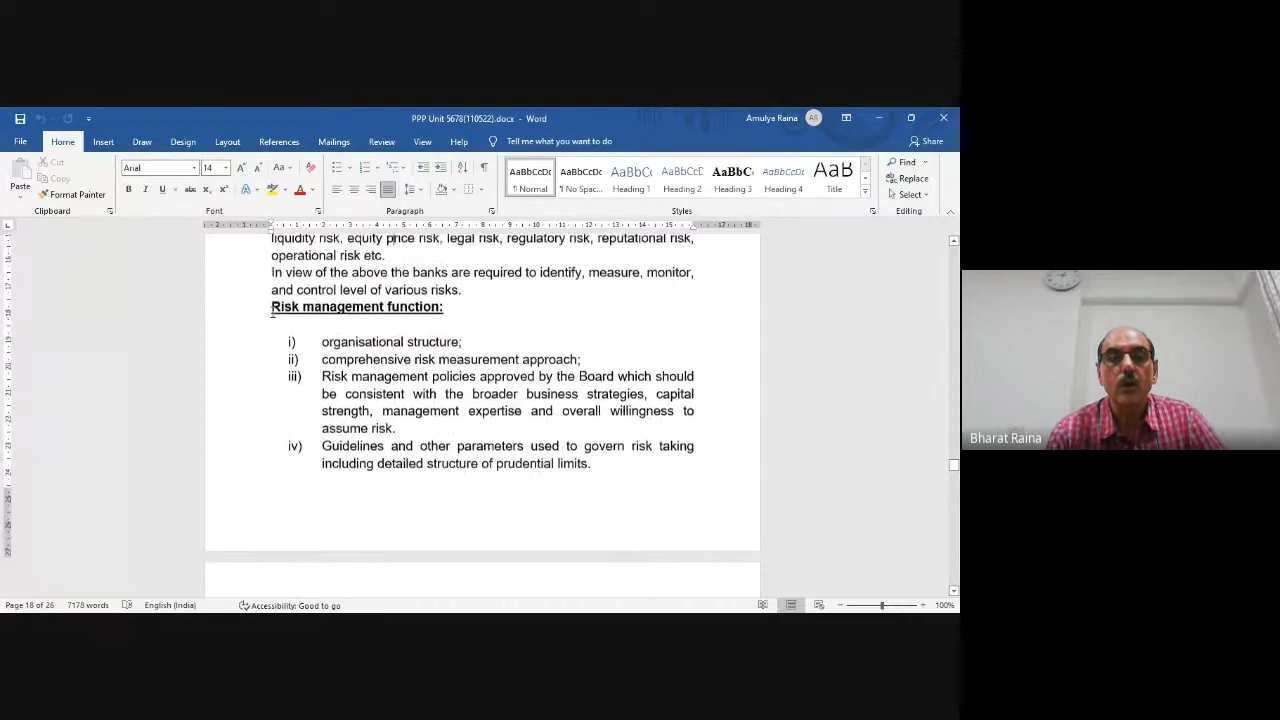 PPP Unit 5678(110522).docx - Word
Amulya Raina AR
File Home Insert Draw Design Layout References Mailings Review View Help Tell me what you want to do Share
Paste Cut Copy Format Painter Clipboard
Arial 14 Font
Paragraph
AaBbCcDc ¶ Normal
AaBbCcDc ¶ No Spac...
AaBbC Heading 1
AaBbCcD Heading 2
AaBbC Heading 3
AaBbCcD Heading 4
AaB Title
Styles
Find Replace Select Editing
liquidity risk, equity price risk, legal risk, regulatory risk, reputational risk,
operational risk etc.
In view of the above the banks are required to identify, measure, monitor,
and control level of various risks.
Risk management function:
i) organisational structure;
ii) comprehensive risk measurement approach;
iii) Risk management policies approved by the Board which should
be consistent with the broader business strategies, capital
strength, management expertise and overall willingness to
assume risk.
iv) Guidelines and other parameters used to govern risk taking
including detailed structure of prudential limits.
Page 18 of 26 7178 words English (India) Accessibility: Good to go 100%
Bharat Raina